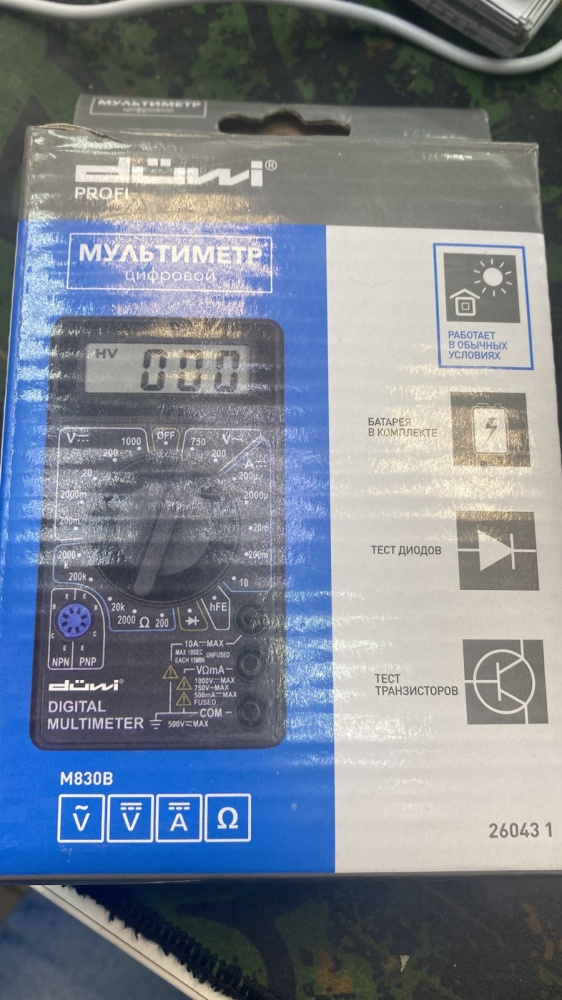 МУЛЬТИМЕТР
цифровой
düwi®
PROFI
МУЛЬТИМЕТР
цифровой
РАБОТАЕТ
В ОБЫЧНЫХ
УСЛОВИЯХ
БАТАРЕЯ
В КОМПЛЕКТЕ
ТЕСТ ДИОДОВ
ТЕСТ
ТРАНЗИСТОРОВ
HV
000
V 1000 OFF 750 V~
200 200
20 A
200µ
2000m 2000µ
200m 20m
2000 200m
k
200k 10
20k hFE
2000 Ω 200
E
B B
C C
E E
NPN PNP
10A MAX
MAX 10SEC UNFUSED
EACH 15MIN
VΩmA
1000V MAX
750V~MAX
500mA MAX
FUSED
COM
500V MAX
düwi
DIGITAL
MULTIMETER
M830B
V V A Ω
26043 1